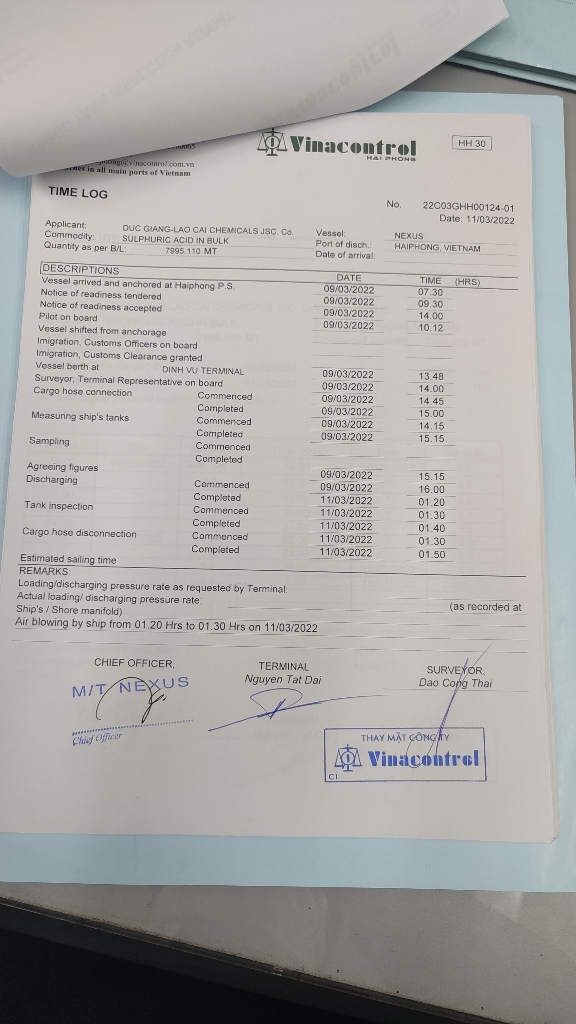 Vinacontrol
HAI PHONG
HH 30
vinacontrol.com.vn
in all main ports of Vietnam
TIME LOG
No. 22C03GHH00124-01
Date: 11/03/2022
Applicant: DUC GIANG-LAO CAI CHEMICALS JSC. Co. Vessel: NEXUS
Commodity: SULPHURIC ACID IN BULK Port of disch.: HAIPHONG, VIETNAM
Quantity as per B/L: 7995.110 MT Date of arrival:
DESCRIPTIONS DATE TIME (HRS)
Vessel arrived and anchored at Haiphong P.S. 09/03/2022 07.30
Notice of readiness tendered 09/03/2022 09.30
Notice of readiness accepted 09/03/2022 14.00
Pilot on board 09/03/2022 10.12
Vessel shifted from anchorage
Imigration, Customs Officers on board
Imigration, Customs Clearance granted
Vessel berth at DINH VU TERMINAL 09/03/2022 13.48
Surveyor, Terminal Representative on board 09/03/2022 14.00
Cargo hose connection Commenced 09/03/2022 14.45
Completed 09/03/2022 15.00
Measuring ship's tanks Commenced 09/03/2022 14.15
Completed 09/03/2022 15.15
Sampling Commenced
Completed
Agreeing figures 09/03/2022 15.15
Discharging Commenced 09/03/2022 16.00
Completed 11/03/2022 01.20
Tank inspection Commenced 11/03/2022 01.30
Completed 11/03/2022 01.40
Cargo hose disconnection Commenced 11/03/2022 01.30
Completed 11/03/2022 01.50
Estimated sailing time
REMARKS:
Loading/discharging pressure rate as requested by Terminal:
Actual loading/ discharging pressure rate (as recorded at
Ship's / Shore manifold)
Air blowing by ship from 01.20 Hrs to 01.30 Hrs on 11/03/2022
CHIEF OFFICER, TERMINAL SURVEYOR,
Nguyen Tat Dai Dao Cong Thai
M/T NEXUS
Chief Officer
THAY MẶT CÔNG TY
Vinacontrol
CI